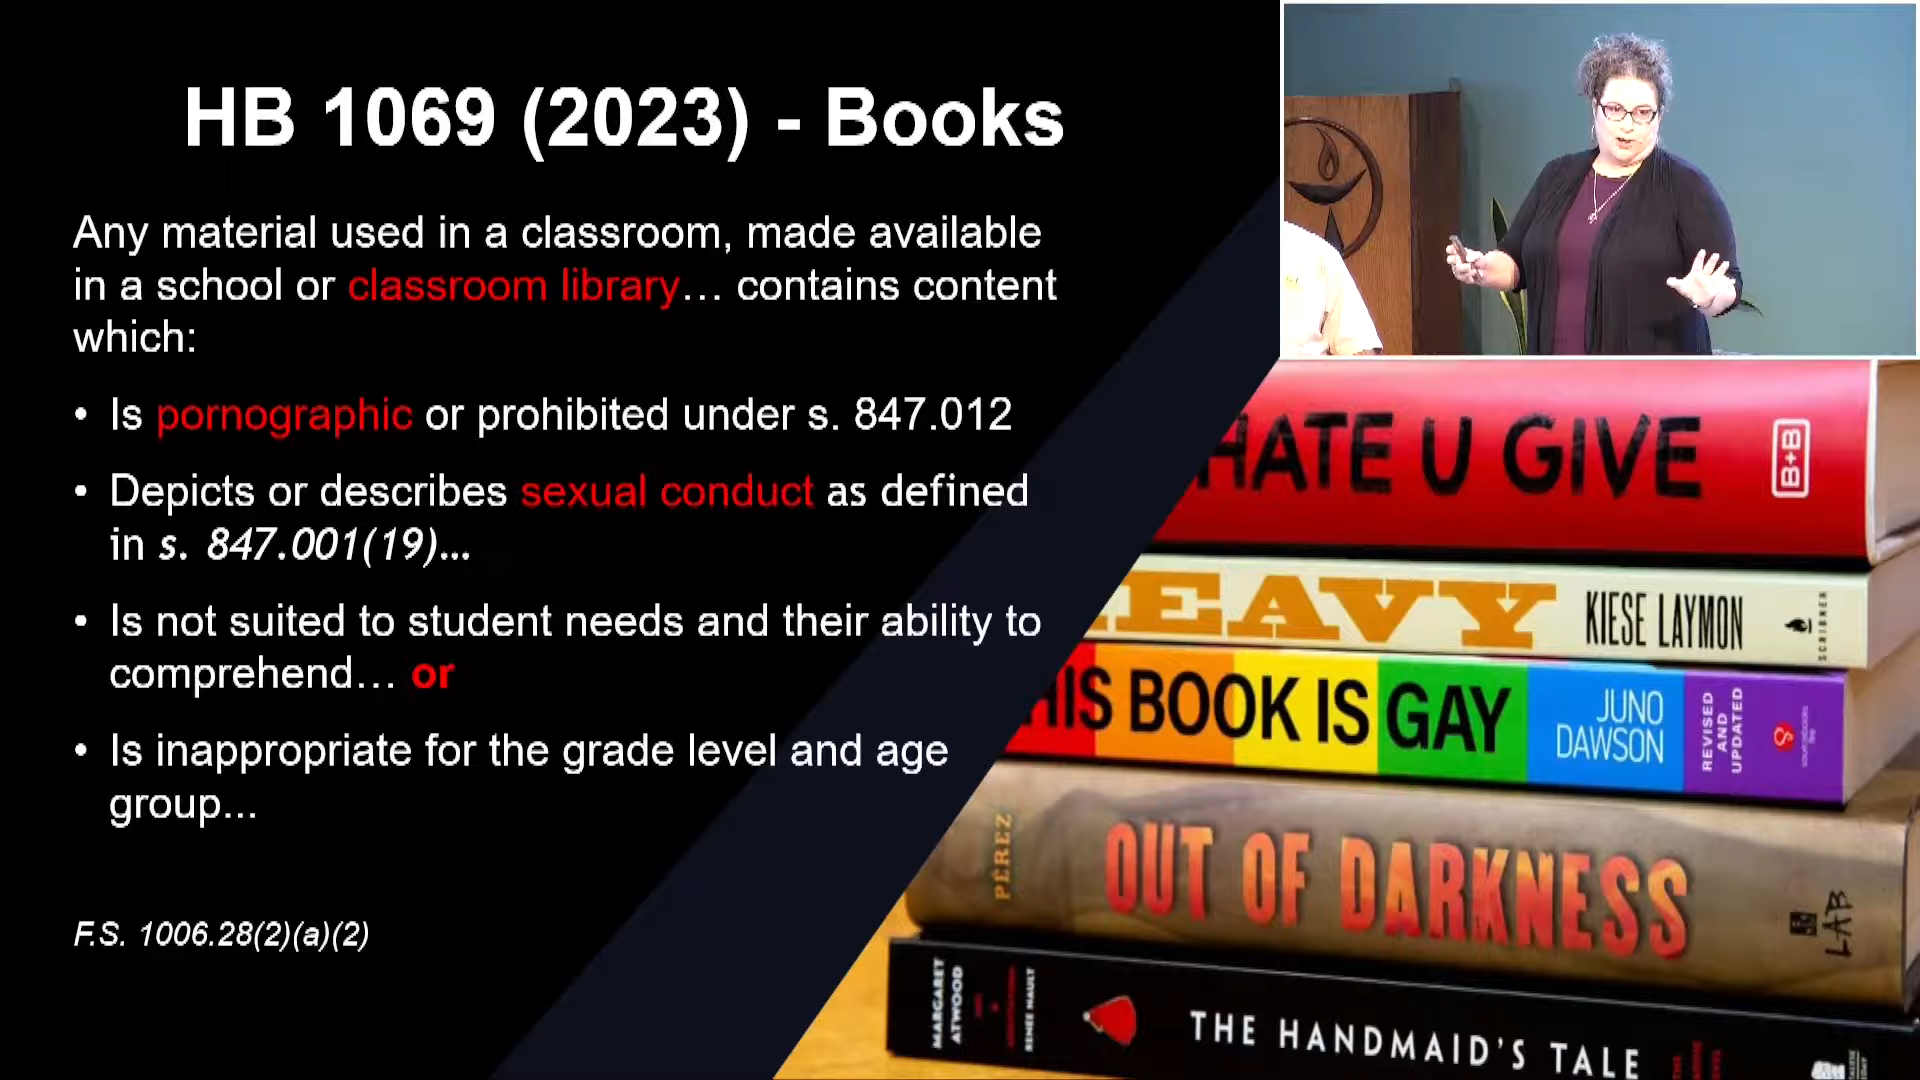 HB 1069 (2023) - Books
Any material used in a classroom, made available
in a school or classroom library... contains content
which:
• Is pornographic or prohibited under s. 847.012
• Depicts or describes sexual conduct as defined
in s. 847.001(19)...
• Is not suited to student needs and their ability to
comprehend... or
• Is inappropriate for the grade level and age
group...
F.S. 1006.28(2)(a)(2)
HATE U GIVE
B+B
EAVY
KIESE LAYMON
SCRIBNER
HIS BOOK IS GAY
JUNO
DAWSON
REVISED
AND
UPDATED
PÉREZ
OUT OF DARKNESS
LAB
MARGARET
ATWOOD
RENÉE NAULT
THE HANDMAID'S TALE